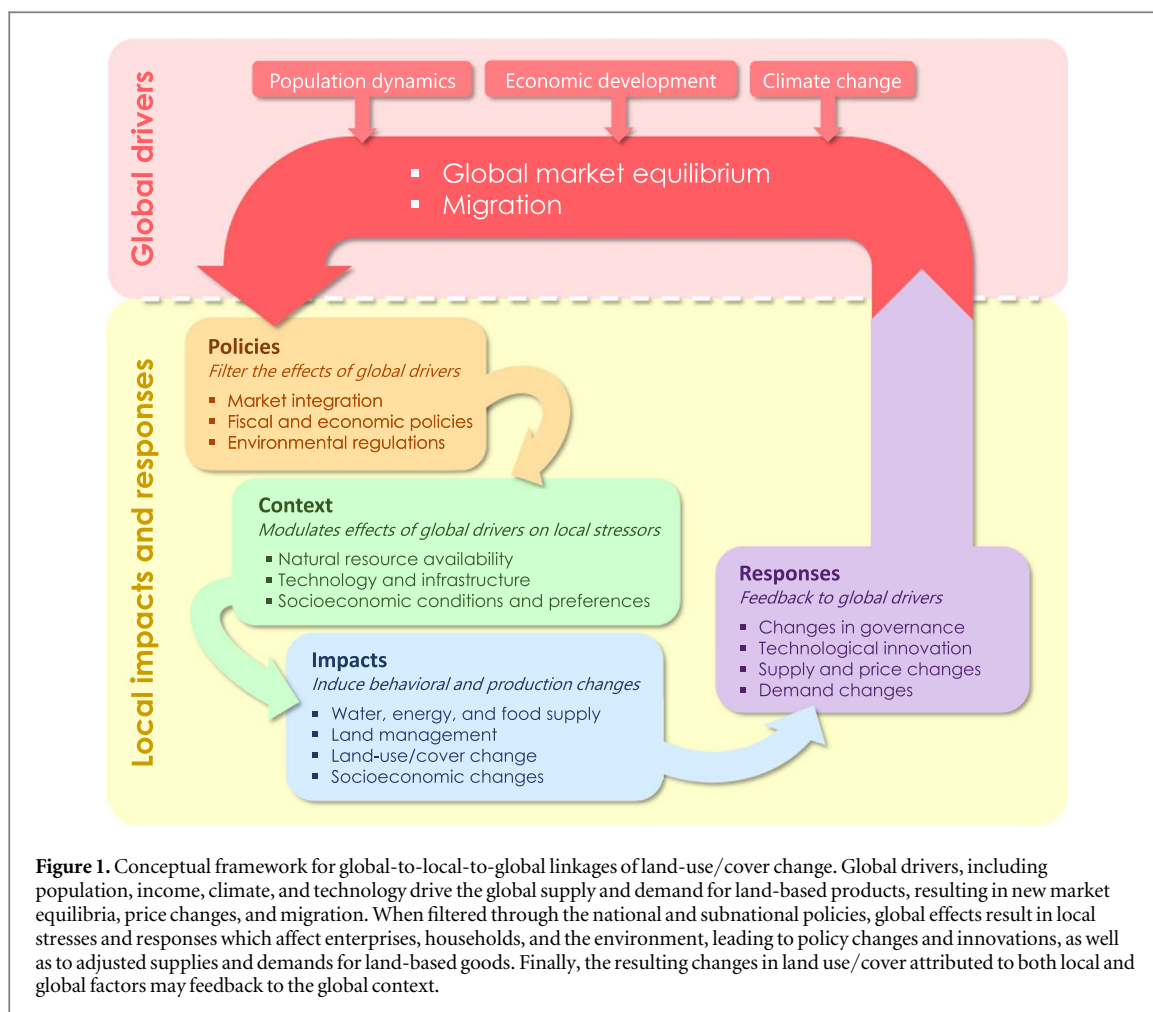 Global drivers
Population dynamics
Economic development
Climate change
▪ Global market equilibrium
▪ Migration
Local impacts and responses
Policies
Filter the effects of global drivers
▪ Market integration
▪ Fiscal and economic policies
▪ Environmental regulations
Context
Modulates effects of global drivers on local stressors
▪ Natural resource availability
▪ Technology and infrastructure
▪ Socioeconomic conditions and preferences
Impacts
Induce behavioral and production changes
▪ Water, energy, and food supply
▪ Land management
▪ Land-use/cover change
▪ Socioeconomic changes
Responses
Feedback to global drivers
▪ Changes in governance
▪ Technological innovation
▪ Supply and price changes
▪ Demand changes
Figure 1. Conceptual framework for global-to-local-to-global linkages of land-use/cover change. Global drivers, including
population, income, climate, and technology drive the global supply and demand for land-based products, resulting in new market
equilibria, price changes, and migration. When filtered through the national and subnational policies, global effects result in local
stresses and responses which affect enterprises, households, and the environment, leading to policy changes and innovations, as well
as to adjusted supplies and demands for land-based goods. Finally, the resulting changes in land use/cover attributed to both local and
global factors may feedback to the global context.